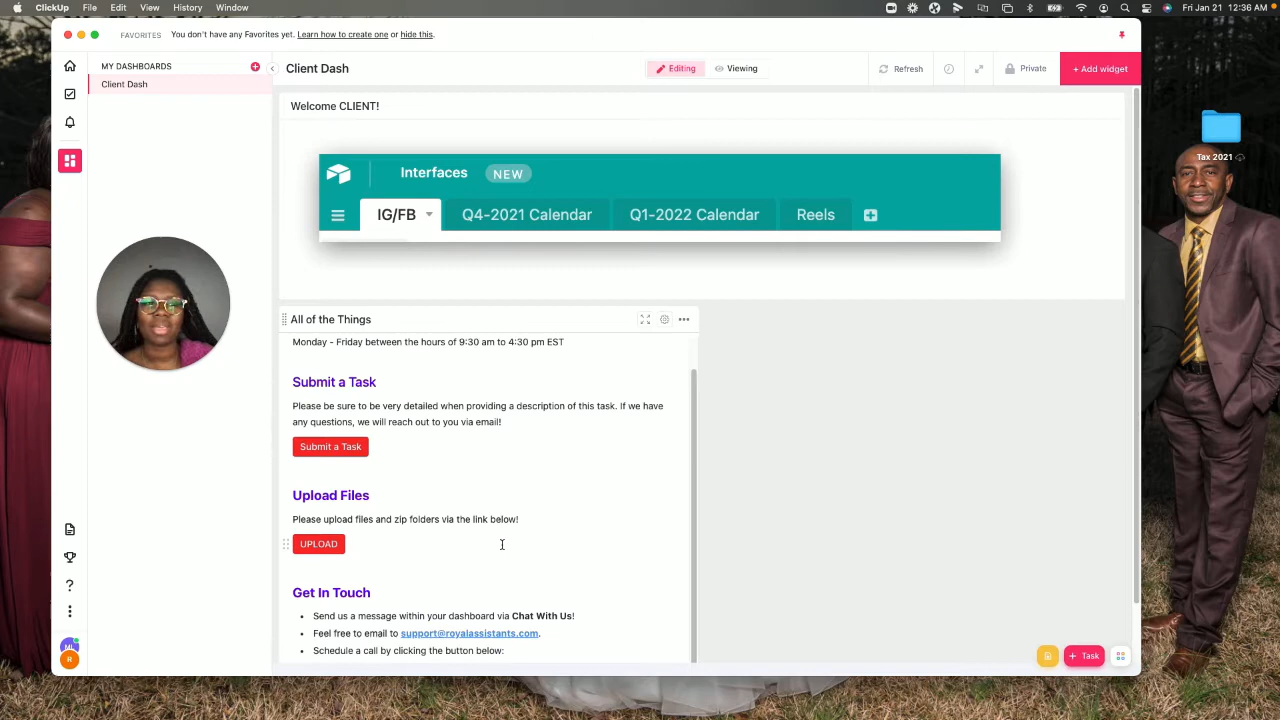 ClickUp File Edit View History Window Fri Jan 21 12:36 AM
FAVORITES You don't have any Favorites yet. Learn how to create one or hide this.
MY DASHBOARDS
Client Dash
Client Dash
Editing Viewing
Refresh
Private
+ Add widget
Welcome CLIENT!
Interfaces NEW
IG/FB Q4-2021 Calendar Q1-2022 Calendar Reels
Tax 2021
All of the Things
Monday - Friday between the hours of 9:30 am to 4:30 pm EST
Submit a Task
Please be sure to be very detailed when providing a description of this task. If we have
any questions, we will reach out to you via email!
Submit a Task
Upload Files
Please upload files and zip folders via the link below!
UPLOAD
Get In Touch
• Send us a message within your dashboard via Chat With Us!
• Feel free to email to support@royalassistants.com.
• Schedule a call by clicking the button below:
ML
R
+ Task